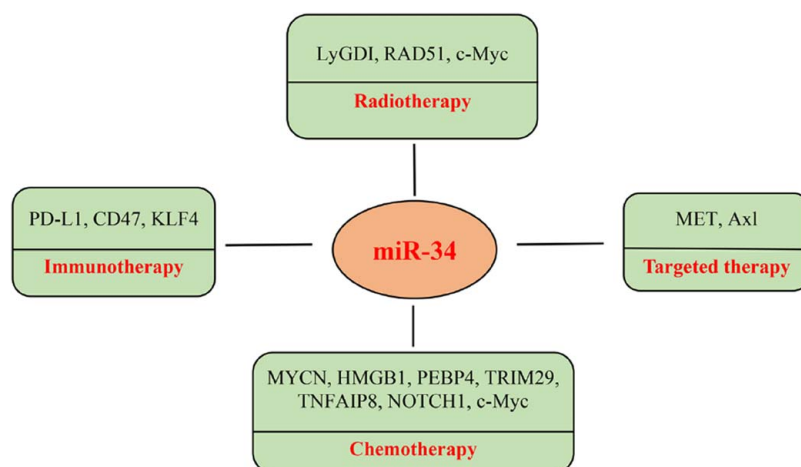 LyGDI, RAD51, c-Myc
Radiotherapy
PD-L1, CD47, KLF4
Immunotherapy
miR-34
MET, Axl
Targeted therapy
MYCN, HMGB1, PEBP4, TRIM29,
TNFAIP8, NOTCH1, c-Myc
Chemotherapy